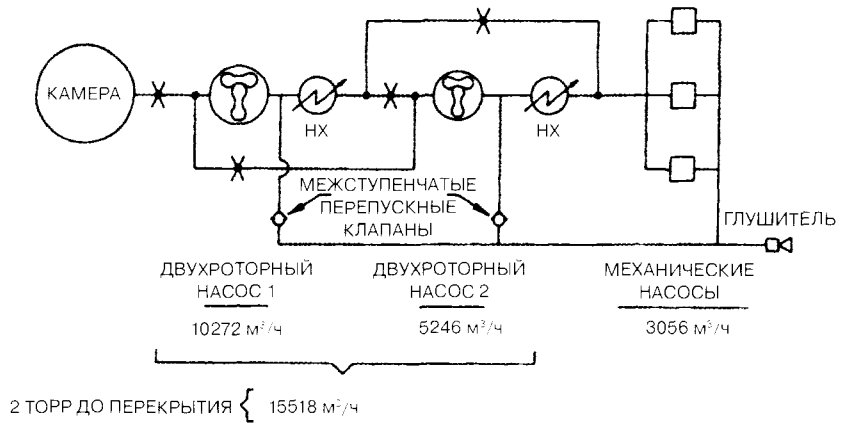 КАМЕРА
НХ
НХ
МЕЖСТУПЕНЧАТЫЕ
ПЕРЕПУСКНЫЕ
КЛАПАНЫ
ГЛУШИТЕЛЬ
ДВУХРОТОРНЫЙ
НАСОС 1
10272 м³/ч
ДВУХРОТОРНЫЙ
НАСОС 2
5246 м³/ч
МЕХАНИЧЕСКИЕ
НАСОСЫ
3056 м³/ч
2 ТОРР ДО ПЕРЕКРЫТИЯ { 15518 м³/ч